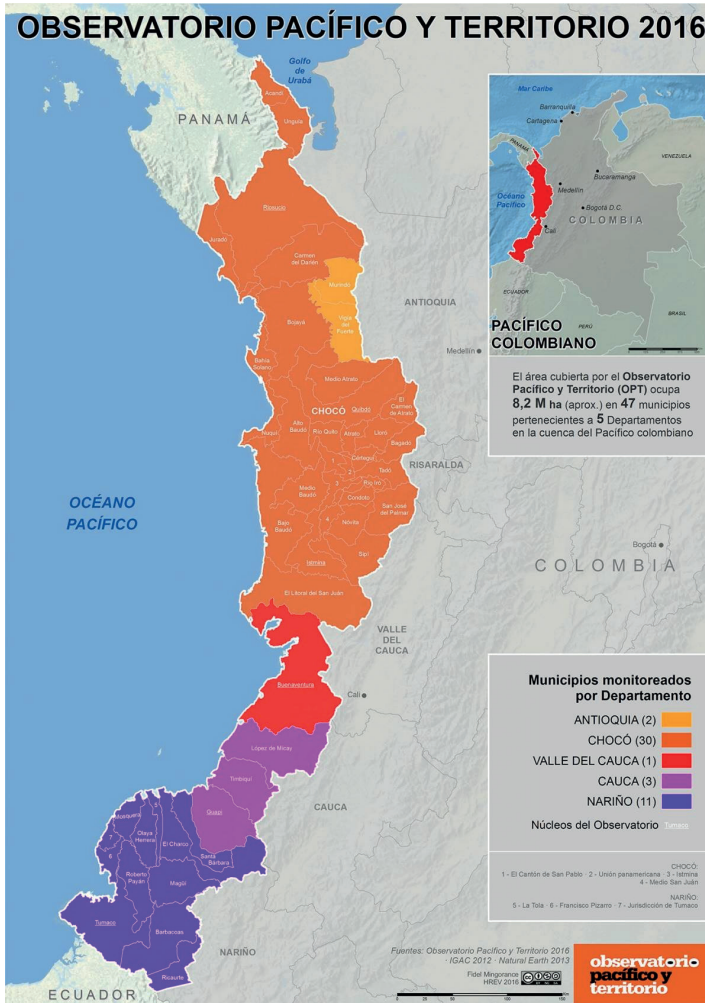 OBSERVATORIO PACÍFICO Y TERRITORIO 2016
Golfo
de
Urabá
Acandí
Unguía
PANAMÁ
Riosucio
Juradó
Carmen
del Darién
Murindó
Vigía
del
Fuerte
Bojayá
ANTIOQUIA
Medellín
Bahía
Solano
Medio Atrato
CHOCÓ
Quibdó
El
Carmen
de Atrato
Nuquí
Alto
Baudó
Río Quito
Atrato
Lloró
Bagadó
Cértegui
1
2
3
4
Tadó
RISARALDA
Río Iró
Medio
Baudó
Condoto
San José
del Palmar
Bajo
Baudó
Nóvita
Sipí
Istmina
El Litoral del San Juán
OCÉANO
PACÍFICO
Bogotá
COLOMBIA
VALLE
DEL
CAUCA
Buenaventura
Cali
López de Micay
Timbiquí
Guapi
CAUCA
Mosquera
5
Olaya
Herrera
El Charco
7
6
Santa
Bárbara
Roberto
Payán
Magüí
Tumaco
Barbacoas
Ricaurte
NARIÑO
ECUADOR
Mar Caribe
Barranquilla
Cartagena
PANAMÁ
VENEZUELA
Bucaramanga
Medellín
Océano
Pacífico
Bogotá D.C.
COLOMBIA
Cali
ECUADOR
PERÚ
BRASIL
PACÍFICO
COLOMBIANO
El área cubierta por el Observatorio
Pacífico y Territorio (OPT) ocupa
8,2 M ha (aprox.) en 47 municipios
pertenecientes a 5 Departamentos
en la cuenca del Pacífico colombiano
Municipios monitoreados
por Departamento
ANTIOQUIA (2)
CHOCÓ (30)
VALLE DEL CAUCA (1)
CAUCA (3)
NARIÑO (11)
Núcleos del Observatorio Tumaco
CHOCÓ:
1 - El Cantón de San Pablo · 2 - Unión panamericana · 3 - Istmina
4 - Medio San Juán
NARIÑO:
5 - La Tola · 6 - Francisco Pizarro · 7 - Jurisdicción de Tumaco
Fuentes: Observatorio Pacífico y Territorio 2016
· IGAC 2012 · Natural Earth 2013
Fidel Mingorance
HREV 2016
observatorio
pacífico y
territorio